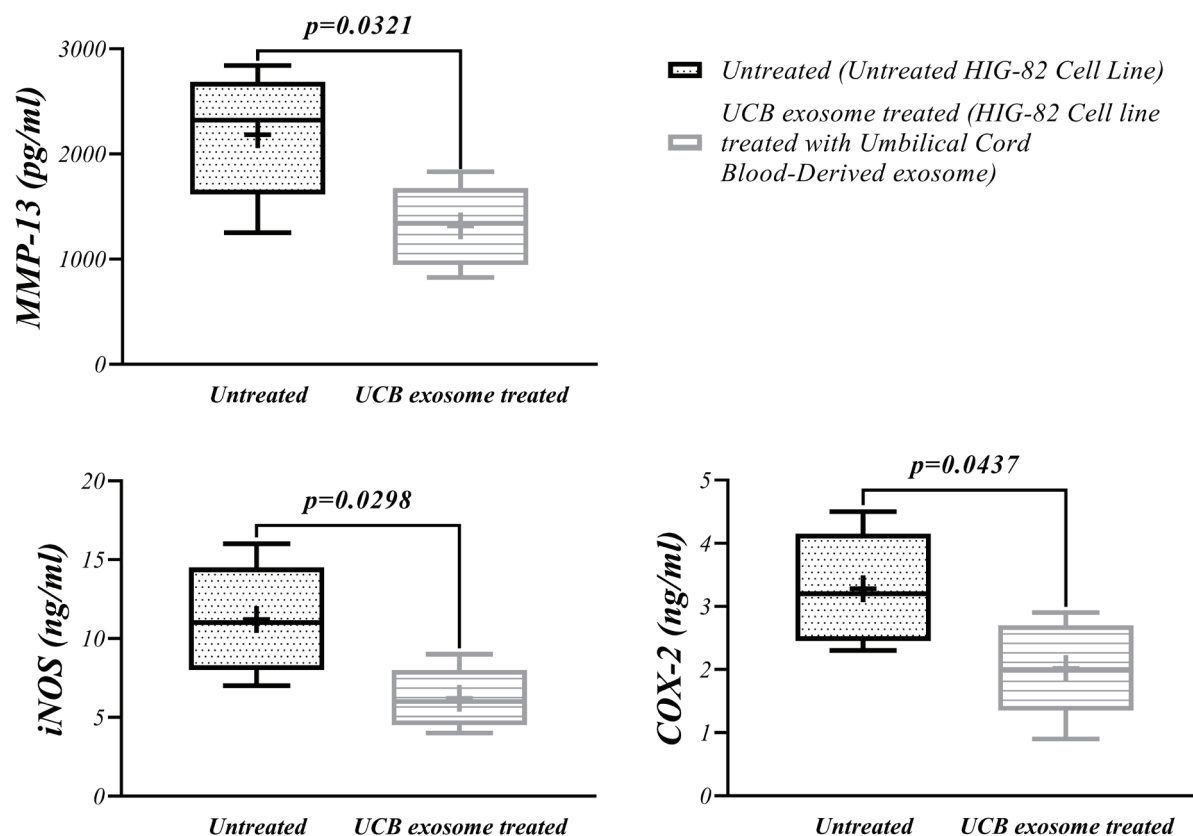 p=0.0321
3000
2000
1000
0
MMP-13 (pg/ml)
Untreated
UCB exosome treated
Untreated (Untreated HIG-82 Cell Line)
UCB exosome treated (HIG-82 Cell line
treated with Umbilical Cord
Blood-Derived exosome)
p=0.0298
20
15
10
5
0
iNOS (ng/ml)
Untreated
UCB exosome treated
p=0.0437
5
4
3
2
1
0
COX-2 (ng/ml)
Untreated
UCB exosome treated